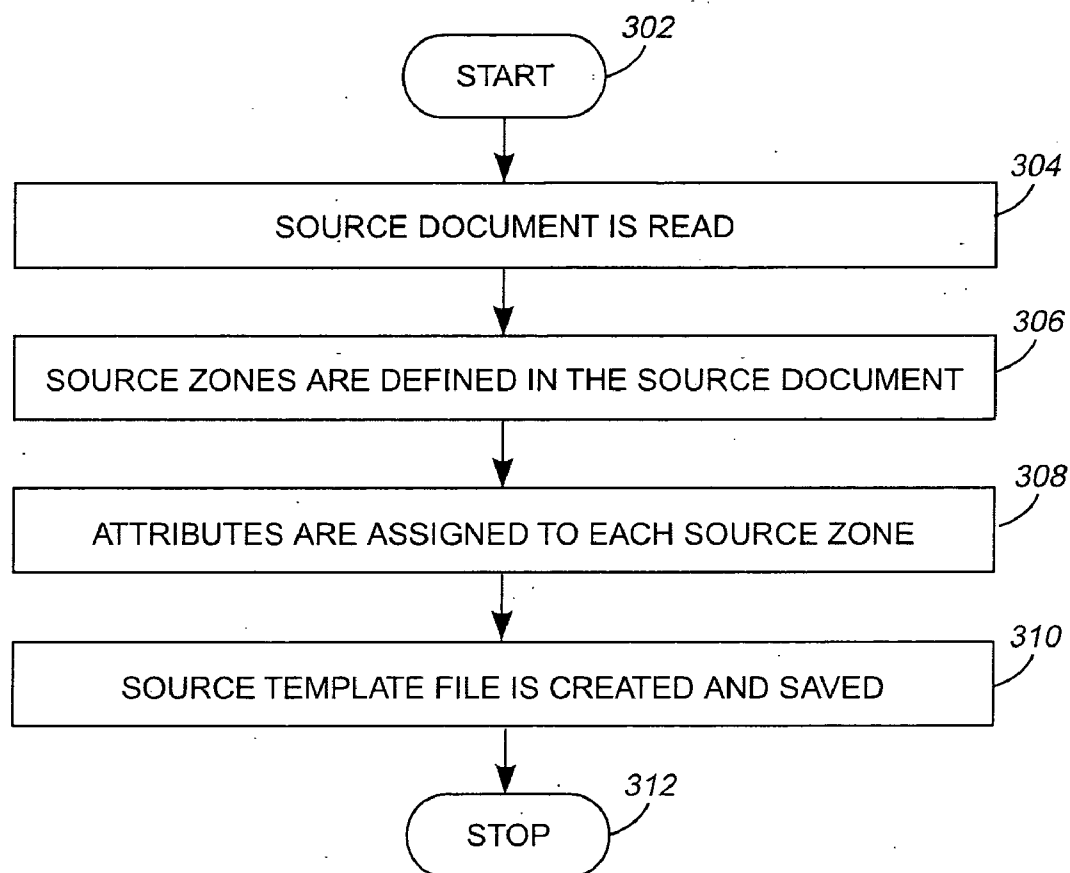 302
START
304
SOURCE DOCUMENT IS READ
306
SOURCE ZONES ARE DEFINED IN THE SOURCE DOCUMENT
308
ATTRIBUTES ARE ASSIGNED TO EACH SOURCE ZONE
310
SOURCE TEMPLATE FILE IS CREATED AND SAVED
312
STOP